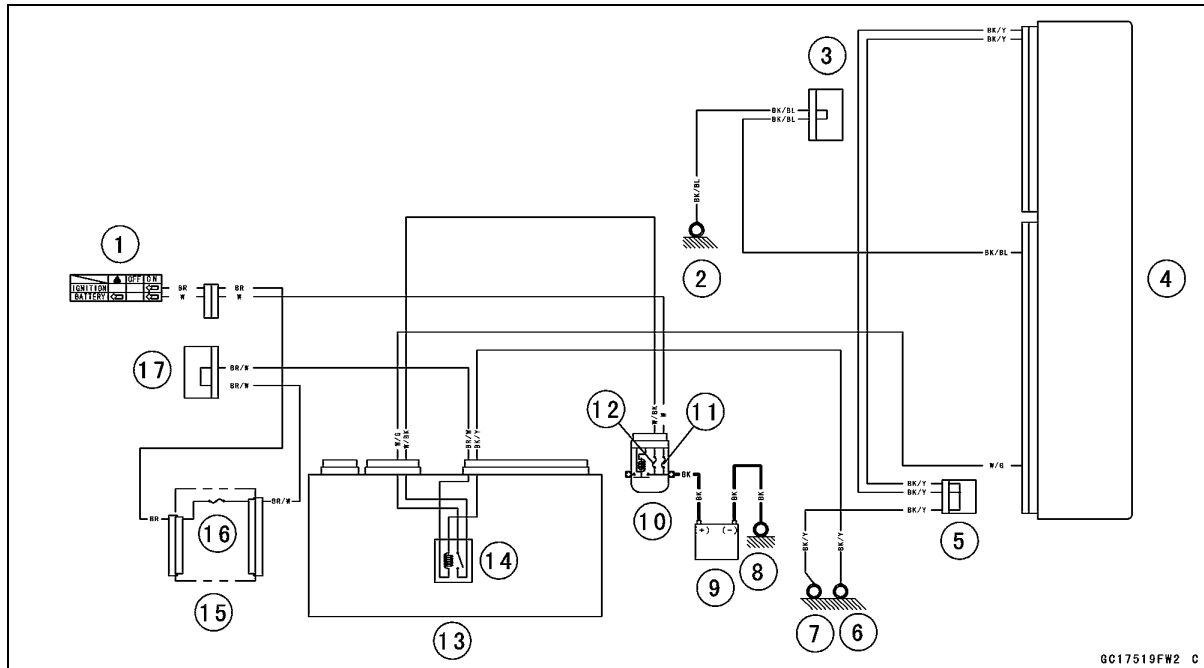 BK/Y
BK/Y
3
BK/BL
BK/BL
BK/BL
1
2
BK/BL
4
OFF ON
IGNITION
BATTERY
BR
W
BR
W
17
BR/W
BR/W
12
11
W/BK
W
W/G
W/BK
BR/W
BK/Y
BK
BK
BK
BK
W/G
BK/Y
BK/Y
BK/Y
10
(+) (-)
5
BR
16
BR/W
14
9
8
BK/Y
BK/Y
15
13
7
6
GC17519FW2 C